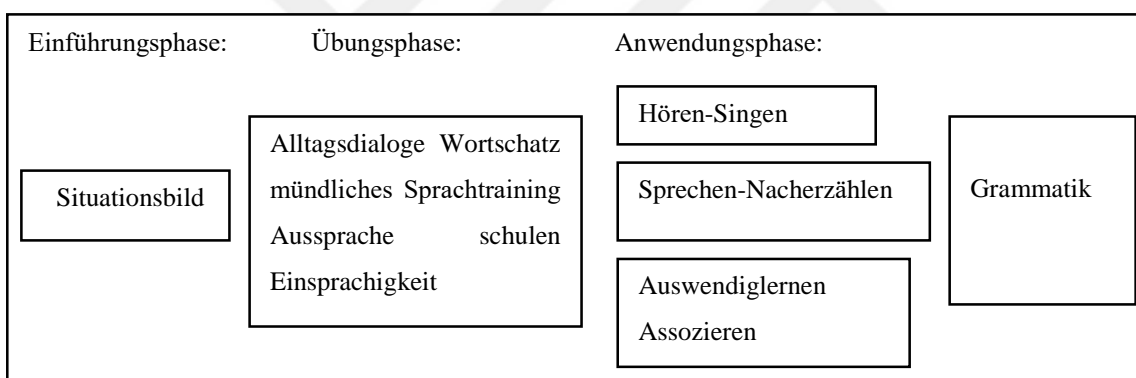 Einführungsphase:
Übungsphase:
Anwendungsphase:
Situationsbild
Alltagsdialoge Wortschatz
mündliches Sprachtraining
Aussprache schulen
Einsprachigkeit
Hören-Singen
Sprechen-Nacherzählen
Auswendiglernen
Assozieren
Grammatik